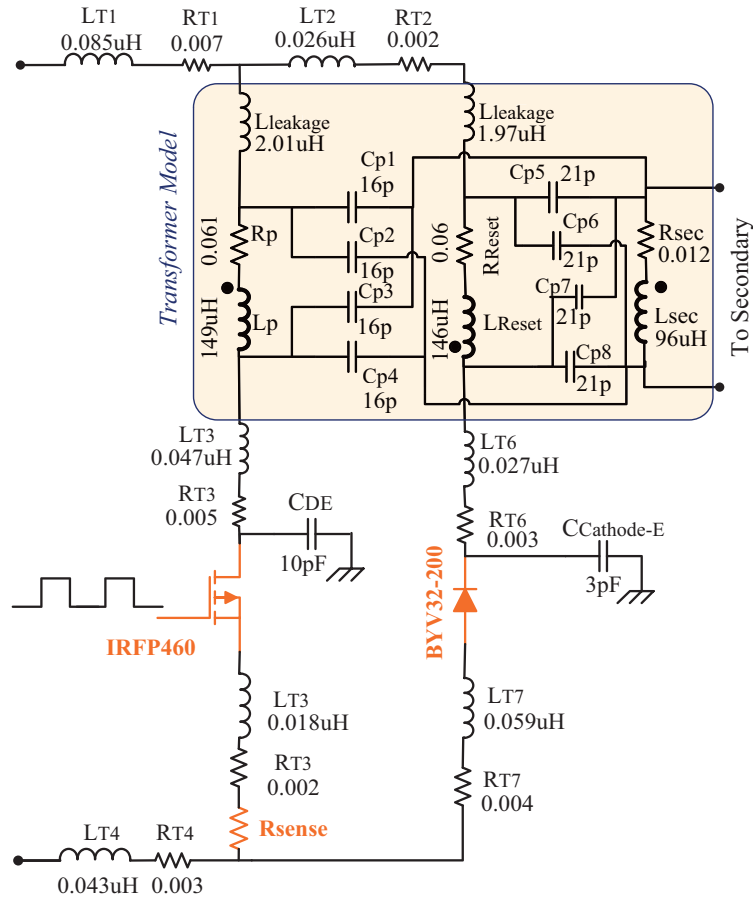 LT1
0.085uH
RT1
0.007
LT2
0.026uH
RT2
0.002
Transformer Model
Lleakage
2.01uH
Lleakage
1.97uH
Cp1
16p
Cp5
21p
Rp
0.061
Cp2
16p
RReset
0.06
Cp6
21p
Rsec
0.012
Lp
149uH
Cp3
16p
LReset
146uH
Cp7
21p
Lsec
96uH
Cp4
16p
Cp8
21p
To Secondary
LT3
0.047uH
RT3
0.005
CDE
10pF
LT6
0.027uH
RT6
0.003
CCathode-E
3pF
IRFP460
BYV32-200
LT3
0.018uH
RT3
0.002
Rsense
LT7
0.059uH
RT7
0.004
LT4
0.043uH
RT4
0.003